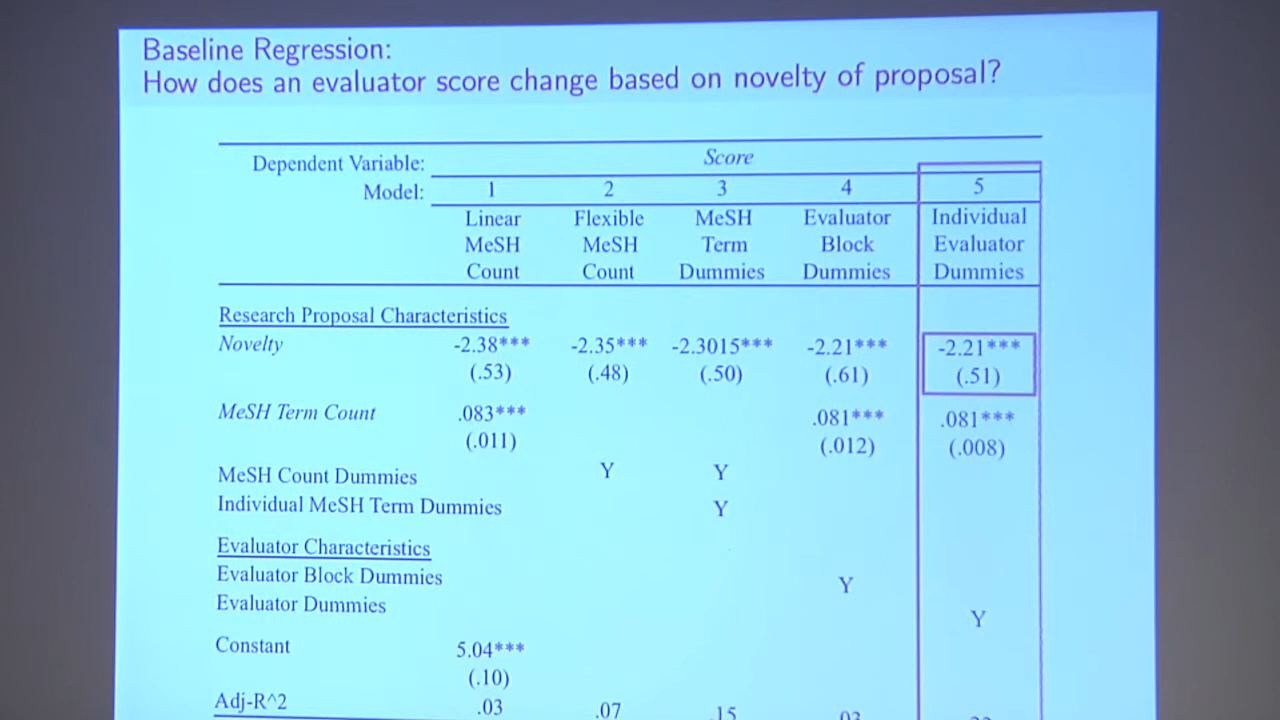 Baseline Regression:
How does an evaluator score change based on novelty of proposal?
Dependent Variable: Score
Model: 1 2 3 4 5
Linear Flexible MeSH Evaluator Individual
MeSH MeSH Term Block Evaluator
Count Count Dummies Dummies Dummies
Research Proposal Characteristics
Novelty -2.38*** -2.35*** -2.3015*** -2.21*** -2.21***
(.53) (.48) (.50) (.61) (.51)
MeSH Term Count .083*** .081*** .081***
(.011) (.012) (.008)
MeSH Count Dummies Y Y
Individual MeSH Term Dummies Y
Evaluator Characteristics
Evaluator Block Dummies Y
Evaluator Dummies Y
Constant 5.04***
(.10)
Adj-R^2 .03 .07 .15 .03